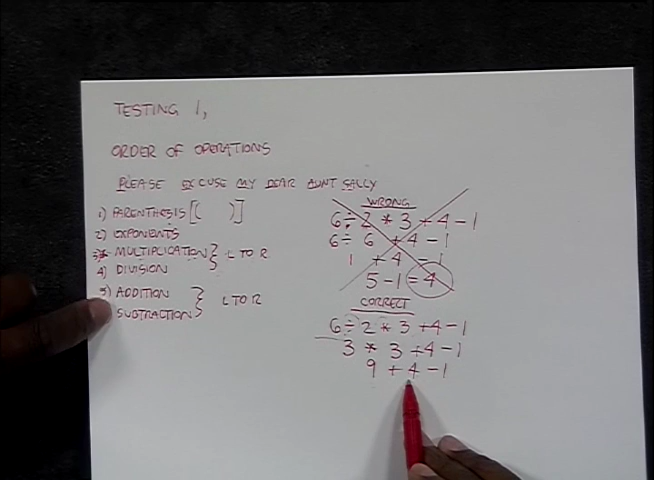 TESTING 1,
ORDER OF OPERATIONS
PLEASE EXCUSE MY DEAR AUNT SALLY
1) PARENTHESIS [( )]
2) EXPONENTS
3) * MULTIPLICATION } L TO R
4) DIVISION
5) ADDITION } L TO R
SUBTRACTION
WRONG
6 ÷ 2 * 3 + 4 - 1
6 ÷ 6 + 4 - 1
1 + 4 - 1
5 - 1 = 4
CORRECT
6 ÷ 2 * 3 + 4 - 1
3 * 3 + 4 - 1
9 + 4 - 1